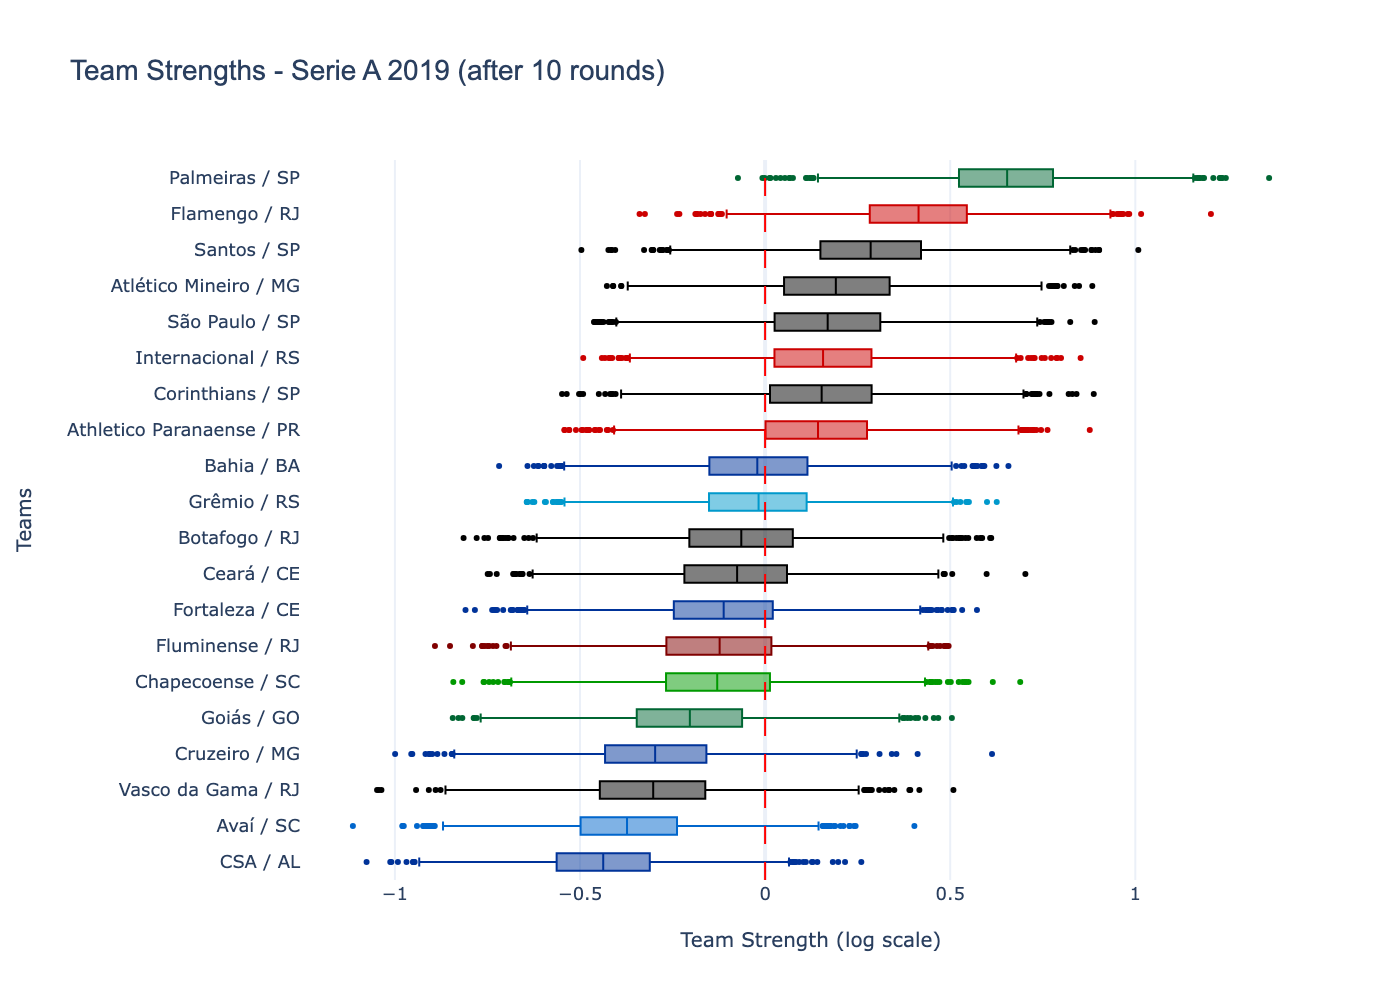 Team Strengths - Serie A 2019 (after 10 rounds)
Palmeiras / SP
Flamengo / RJ
Santos / SP
Atlético Mineiro / MG
São Paulo / SP
Internacional / RS
Corinthians / SP
Athletico Paranaense / PR
Bahia / BA
Grêmio / RS
Botafogo / RJ
Ceará / CE
Fortaleza / CE
Fluminense / RJ
Chapecoense / SC
Goiás / GO
Cruzeiro / MG
Vasco da Gama / RJ
Avaí / SC
CSA / AL
Teams
−1 −0.5 0 0.5 1
Team Strength (log scale)